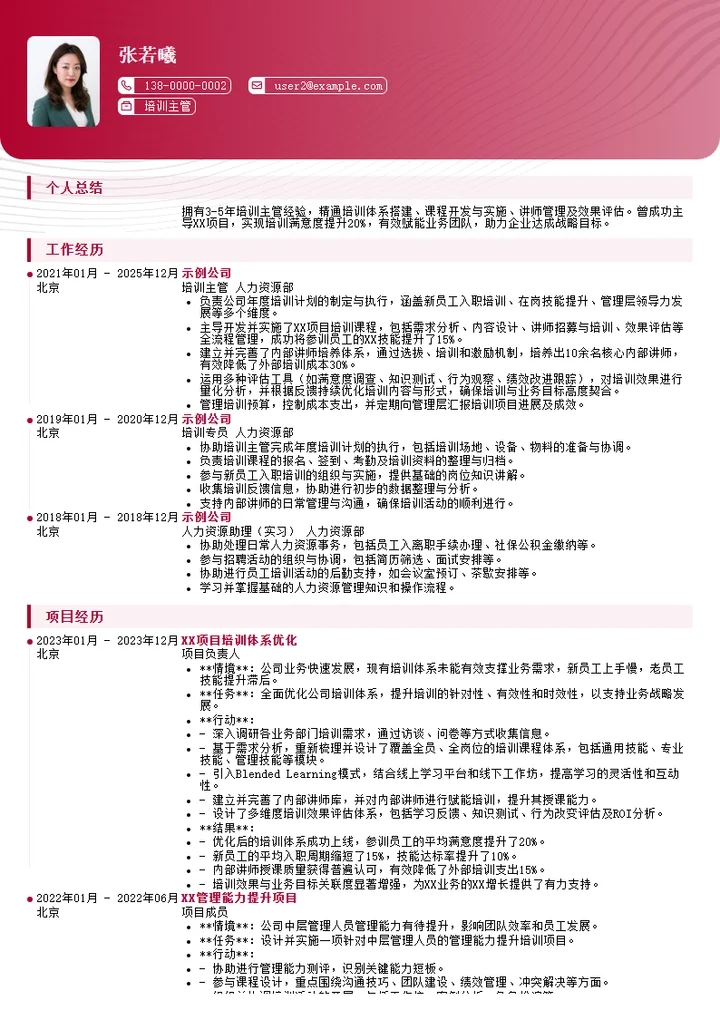 张若曦
138-0000-0002
user2@example.com
培训主管
个人总结
拥有3-5年培训主管经验，精通培训体系搭建、课程开发与实施、讲师管理及效果评估。曾成功主
导XX项目，实现培训满意度提升20%，有效赋能业务团队，助力企业达成战略目标。
工作经历
2021年01月 - 2025年12月 示例公司
北京
培训主管 人力资源部
• 负责公司年度培训计划的制定与执行，涵盖新员工入职培训、在岗技能提升、管理层领导力发
展等多个维度。
• 主导开发并实施了XX项目培训课程，包括需求分析、内容设计、讲师招募与培训、效果评估等
全流程管理，成功将参训员工的XX技能提升了15%。
• 建立并完善了内部讲师培养体系，通过选拔、培训和激励机制，培养出10余名核心内部讲师，
有效降低了外部培训成本30%。
• 运用多种评估工具（如满意度调查、知识测试、行为观察、绩效改进跟踪），对培训效果进行
量化分析，并根据反馈持续优化培训内容与形式，确保培训与业务目标高度契合。
• 管理培训预算，控制成本支出，并定期向管理层汇报培训项目进展及成效。
2019年01月 - 2020年12月 示例公司
北京
培训专员 人力资源部
• 协助培训主管完成年度培训计划的执行，包括培训场地、设备、物料的准备与协调。
• 负责培训课程的报名、签到、考勤及培训资料的整理与归档。
• 参与新员工入职培训的组织与实施，提供基础的岗位知识讲解。
• 收集培训反馈信息，协助进行初步的数据整理与分析。
• 支持内部讲师的日常管理与沟通，确保培训活动的顺利进行。
2018年01月 - 2018年12月 示例公司
北京
人力资源助理（实习） 人力资源部
• 协助处理日常人力资源事务，包括员工入离职手续办理、社保公积金缴纳等。
• 参与招聘活动的组织与协调，包括简历筛选、面试安排等。
• 协助进行员工培训活动的后勤支持，如会议室预订、茶歇安排等。
• 学习并掌握基础的人力资源管理知识和操作流程。
项目经历
2023年01月 - 2023年12月 XX项目培训体系优化
北京
项目负责人
• **情境**：公司业务快速发展，现有培训体系未能有效支撑业务需求，新员工上手慢，老员工
技能提升滞后。
• **任务**：全面优化公司培训体系，提升培训的针对性、有效性和时效性，以支持业务战略发
展。
• **行动**：
• - 深入调研各业务部门培训需求，通过访谈、问卷等方式收集信息。
• - 基于需求分析，重新梳理并设计了覆盖全员、全岗位的培训课程体系，包括通用技能、专业
技能、管理技能等模块。
• - 引入Blended Learning模式，结合线上学习平台和线下工作坊，提高学习的灵活性和互动
性。
• - 建立并完善了内部讲师库，并对内部讲师进行赋能培训，提升其授课能力。
• - 设计了多维度培训效果评估体系，包括学习反馈、知识测试、行为改变评估及ROI分析。
• **结果**：
• - 优化后的培训体系成功上线，参训员工的平均满意度提升了20%。
• - 新员工的平均入职周期缩短了15%，技能达标率提升了10%。
• - 内部讲师授课质量获得普遍认可，有效降低了外部培训支出15%。
• - 培训效果与业务目标关联度显著增强，为XX业务的XX增长提供了有力支持。
2022年01月 - 2022年06月 XX管理能力提升项目
北京
项目成员
• **情境**：公司中层管理人员管理能力有待提升，影响团队效率和员工发展。
• **任务**：设计并实施一项针对中层管理人员的管理能力提升培训项目。
• **行动**：
• - 协助进行管理能力测评，识别关键能力短板。
• - 参与课程设计，重点围绕沟通技巧、团队建设、绩效管理、冲突解决等方面。